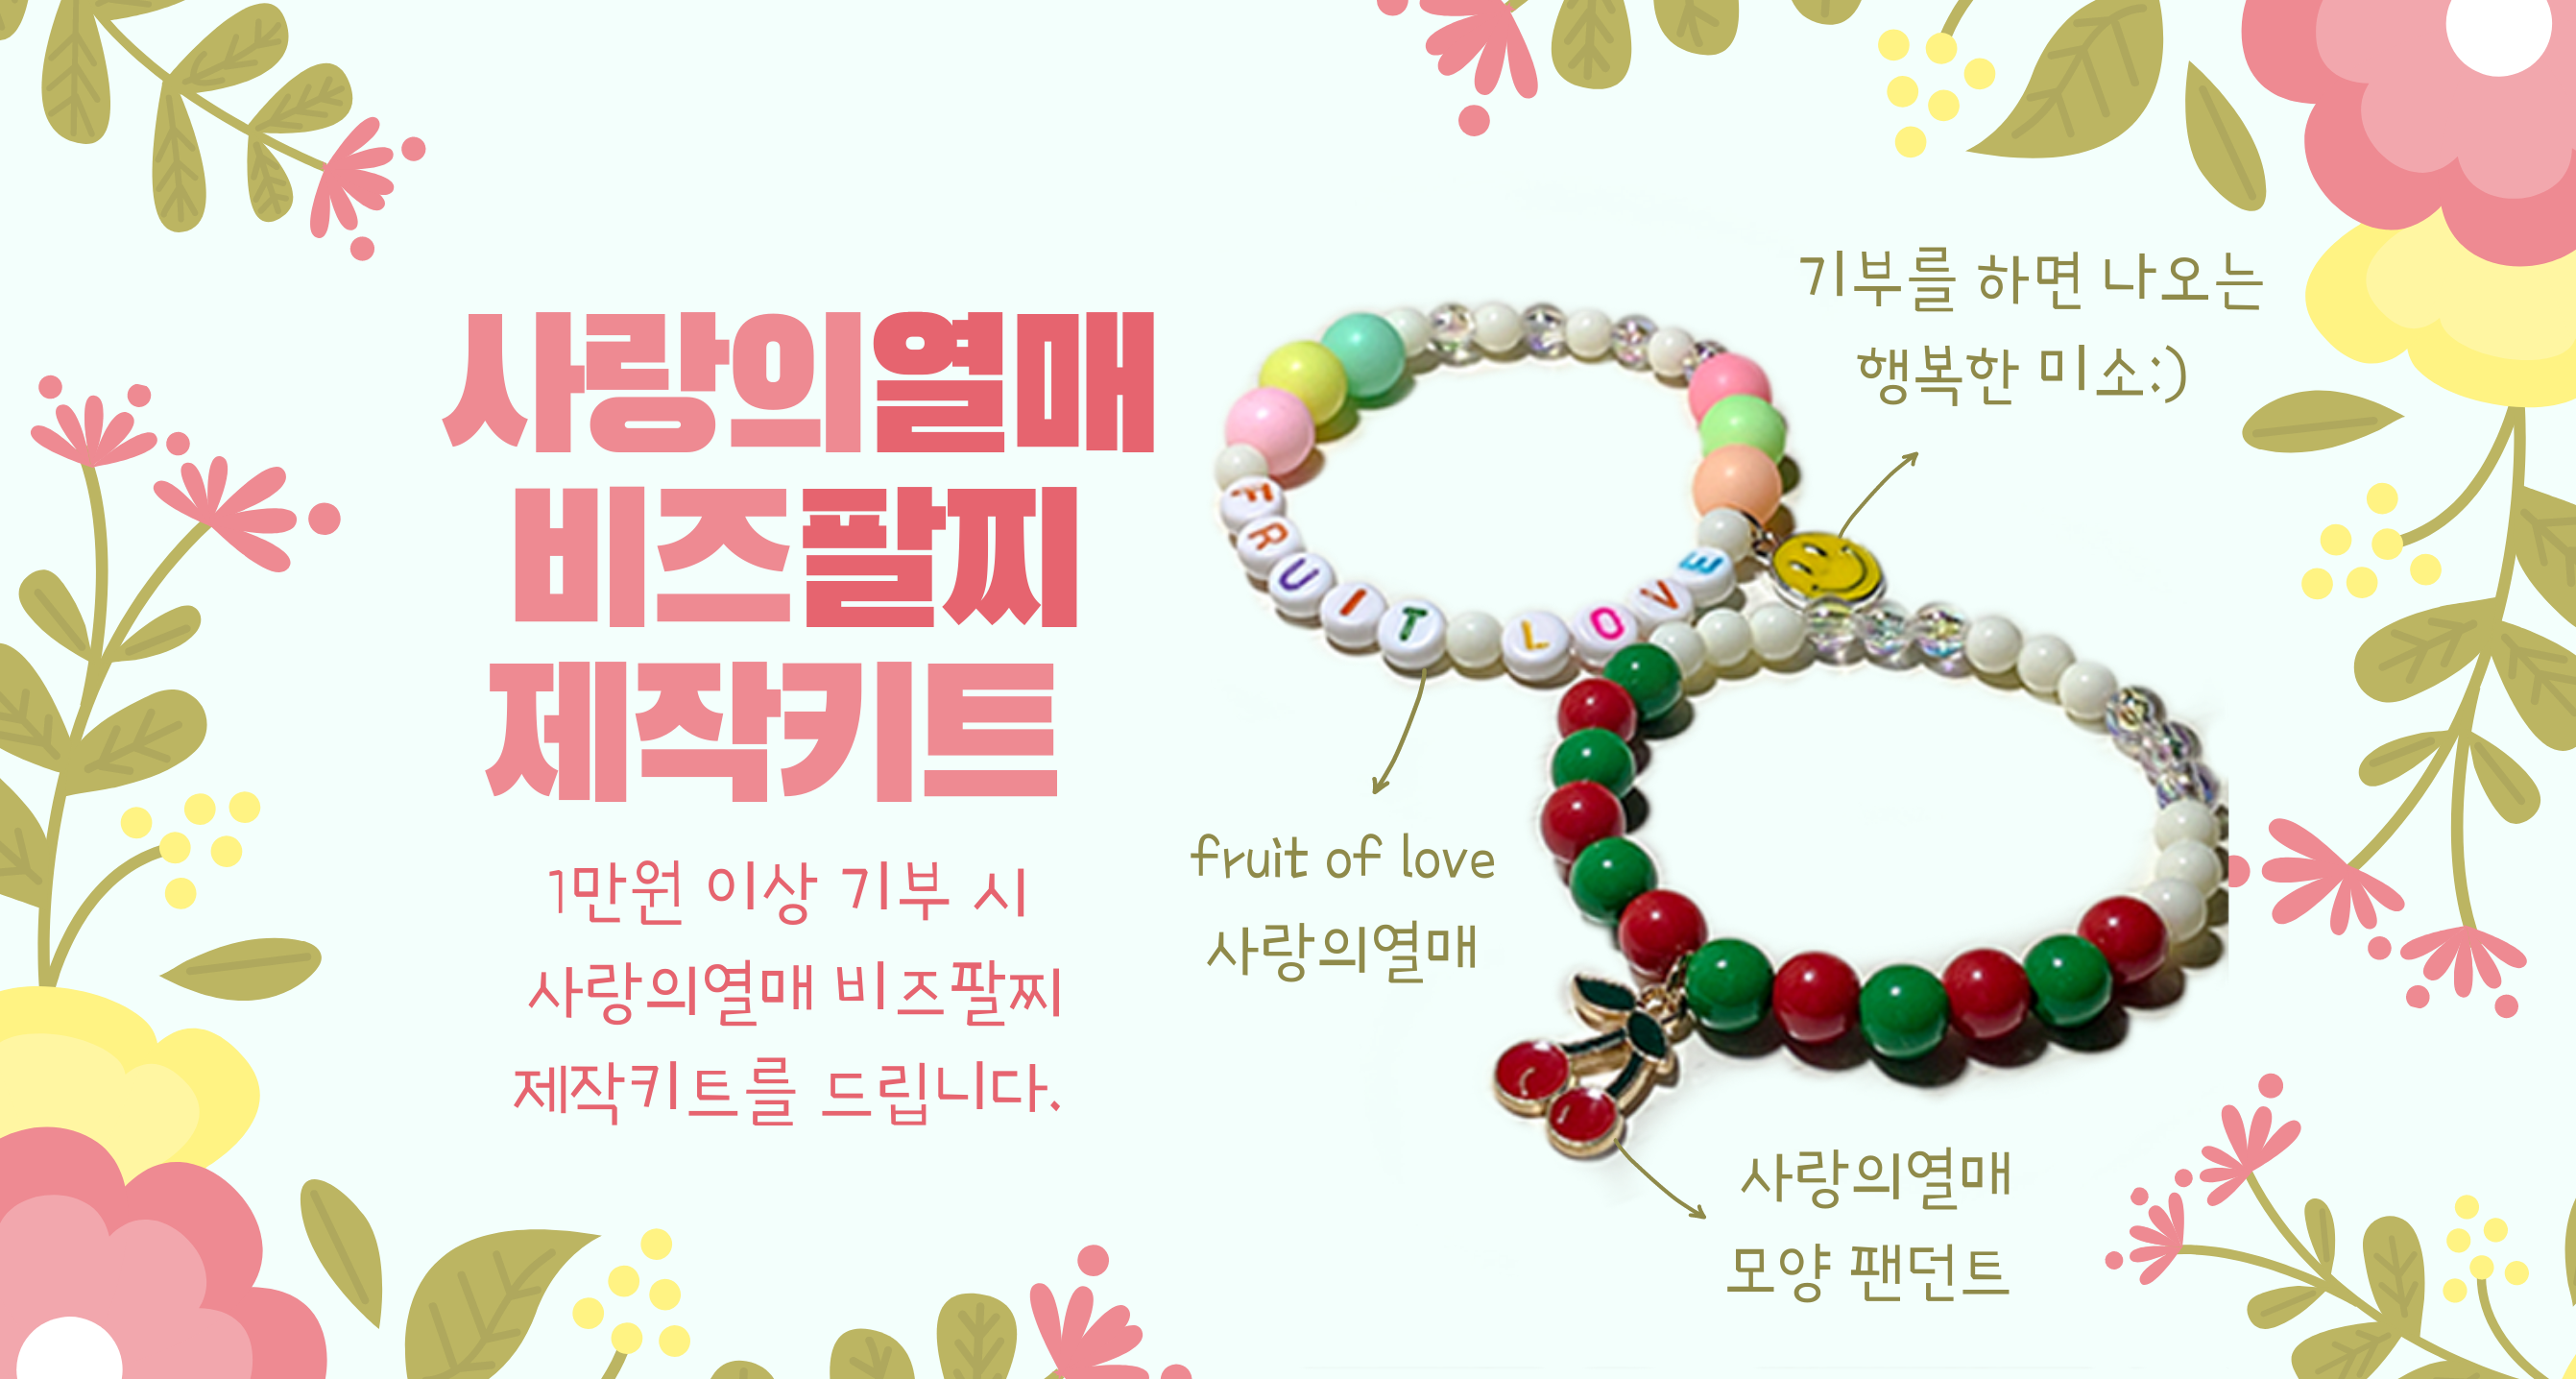 사랑의열매
비즈팔찌
제작키트
1만원 이상 기부 시
사랑의열매 비즈팔찌
제작키트를 드립니다.
기부를 하면 나오는
행복한 미소:)
FRUIT LOVE
fruit of love
사랑의열매
사랑의열매
모양 팬던트